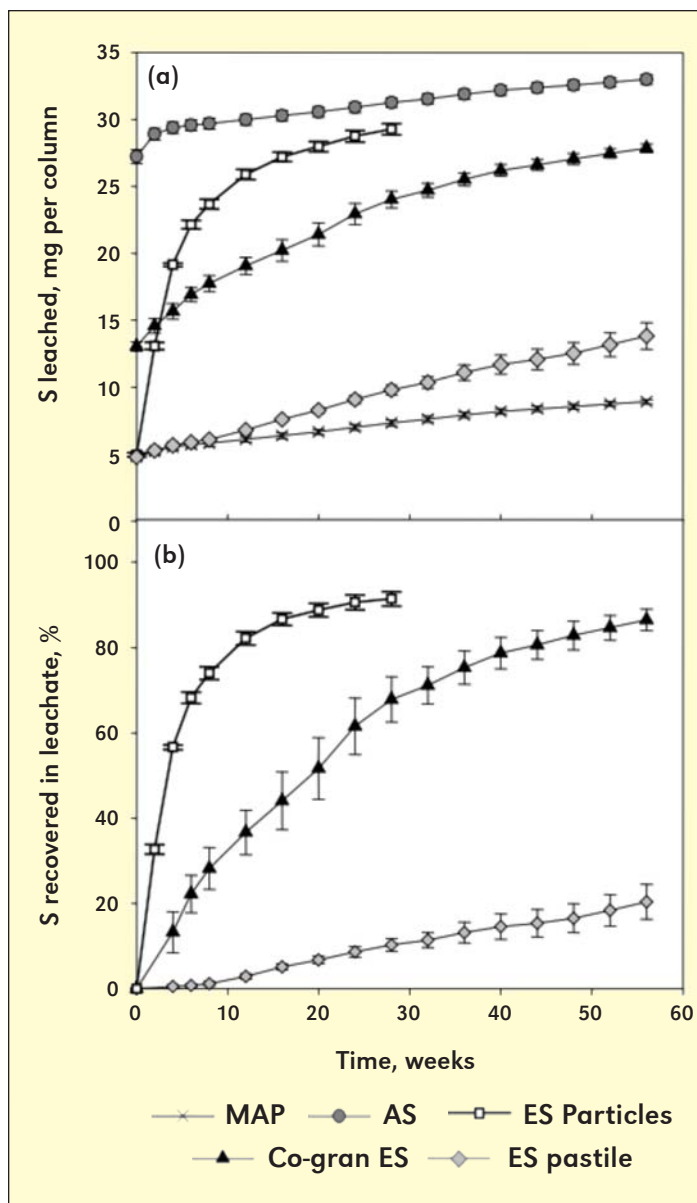 (a)
35
30
25
20
15
10
5
0
S leached, mg per column
(b)
100
80
60
40
20
0
S recovered in leachate, %
0 10 20 30 40 50 60
Time, weeks
MAP AS ES Particles
Co-gran ES ES pastile